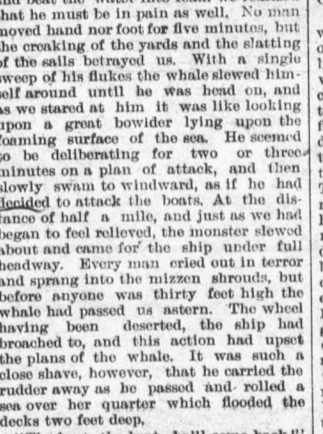 and beat the water into foam we
that he must be in pain as well. No man
moved hand nor foot for five minutes, but
the creaking of the yards and the slatting
of the sails betrayed us. With a single
sweep of his flukes the whale slewed him-
self around until he was head on, and
as we stared at him it was like looking
upon a great bowlder lying upon the
foaming surface of the sea. He seemed
to be deliberating for two or three
minutes on a plan of attack, and then
slowly swam to windward, as if he had
decided to attack the boats. At the dis-
tance of half a mile, and just as we had
began to feel relieved, the monster slewed
about and came for the ship under full
headway. Every man cried out in terror
and sprang into the mizzen shrouds, but
before anyone was thirty feet high the
whale had passed us astern. The wheel
having been deserted, the ship had
broached to, and this action had upset
the plans of the whale. It was such a
close shave, however, that he carried the
rudder away as he passed and rolled a
sea over her quarter which flooded the
decks two feet deep,